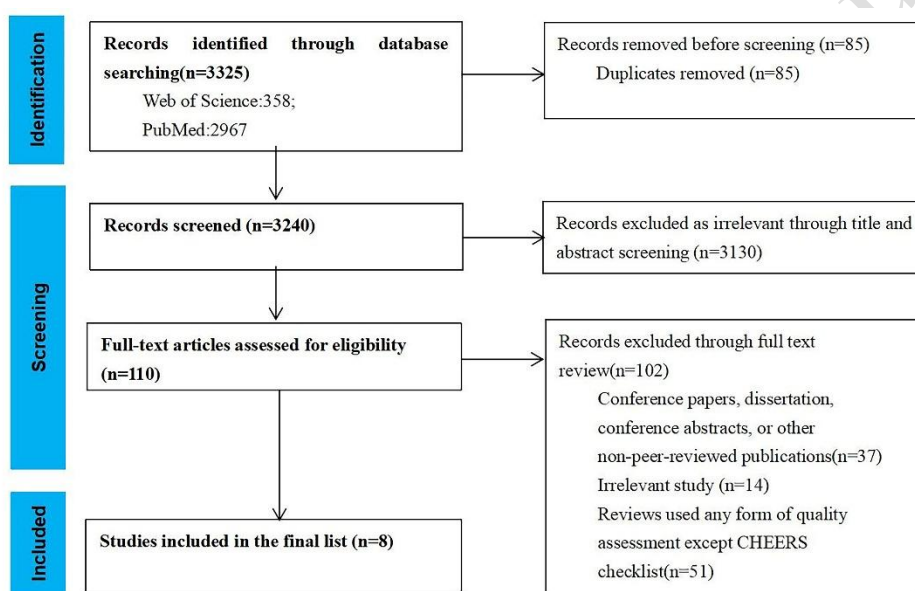 Identification
Records identified through database
searching(n=3325)
Web of Science:358;
PubMed:2967
Records removed before screening (n=85)
Duplicates removed (n=85)
Screening
Records screened (n=3240)
Records excluded as irrelevant through title and
abstract screening (n=3130)
Full-text articles assessed for eligibility
(n=110)
Records excluded through full text
review(n=102)
Conference papers, dissertation,
conference abstracts, or other
non-peer-reviewed publications(n=37)
Irrelevant study (n=14)
Reviews used any form of quality
assessment except CHEERS
checklist(n=51)
Included
Studies included in the final list (n=8)